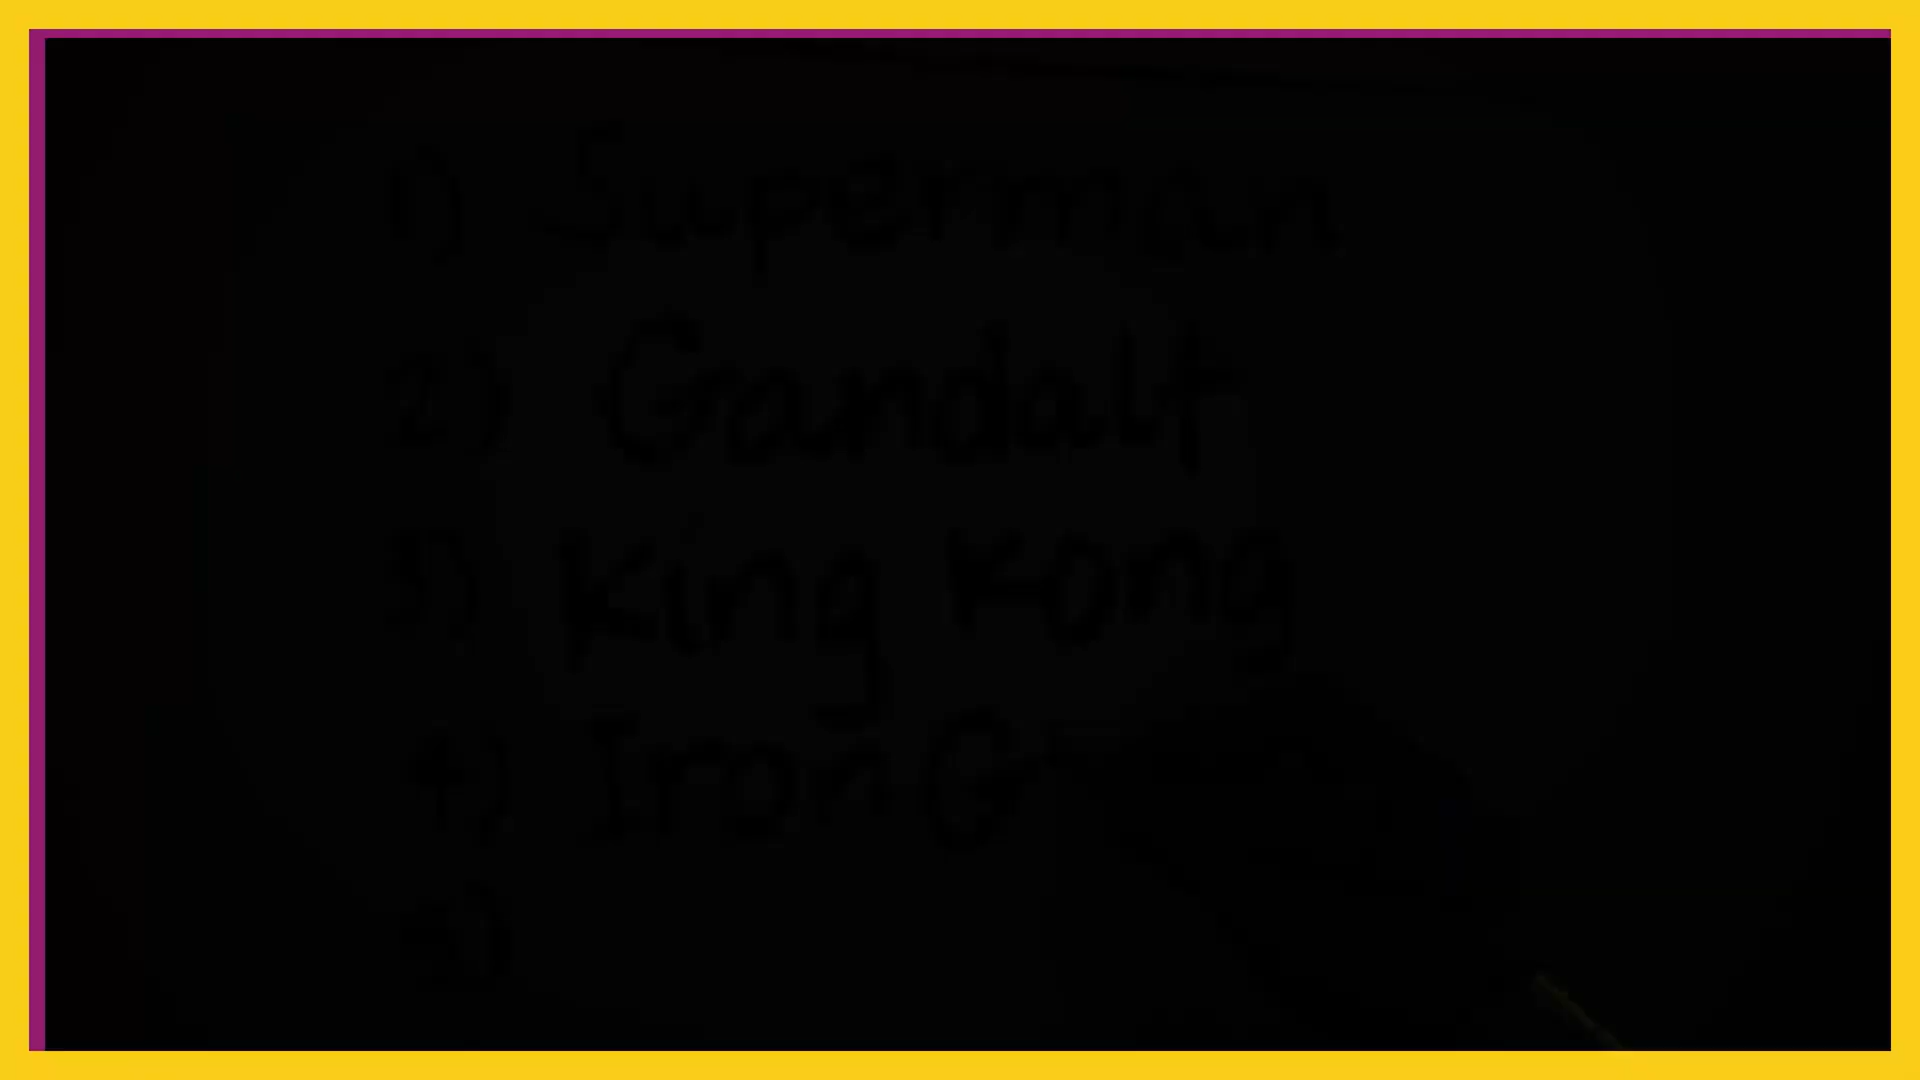 1) Superman
2) Gandalf
3) King Kong
4) Iron G
5)